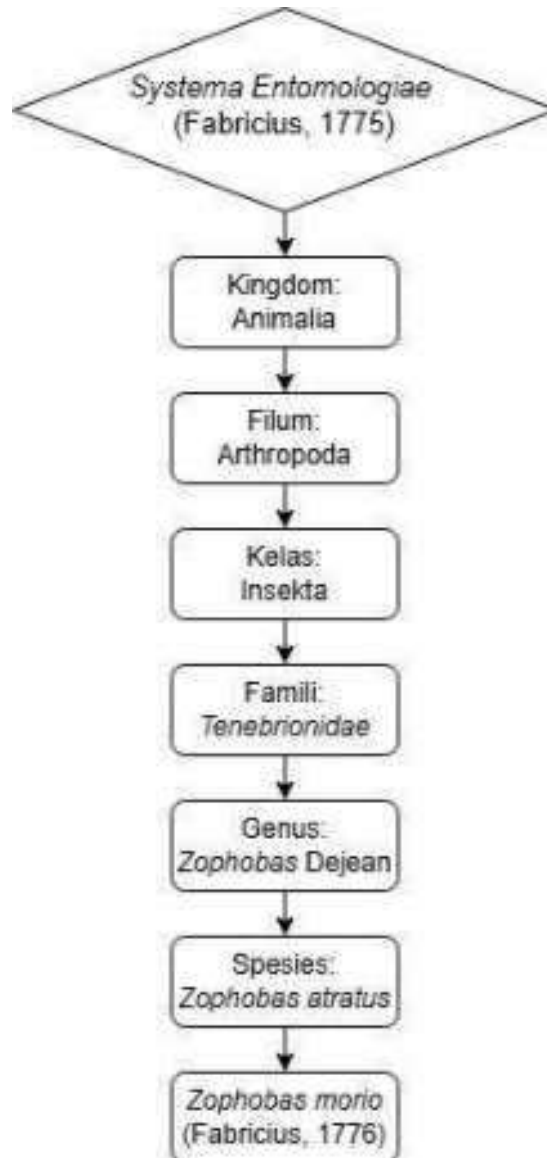 Systema Entomologiae
(Fabricius, 1775)
Kingdom:
Animalia
Filum:
Arthropoda
Kelas:
Insekta
Famili:
Tenebrionidae
Genus:
Zophobas Dejean
Spesies:
Zophobas atratus
Zophobas morio
(Fabricius, 1776)